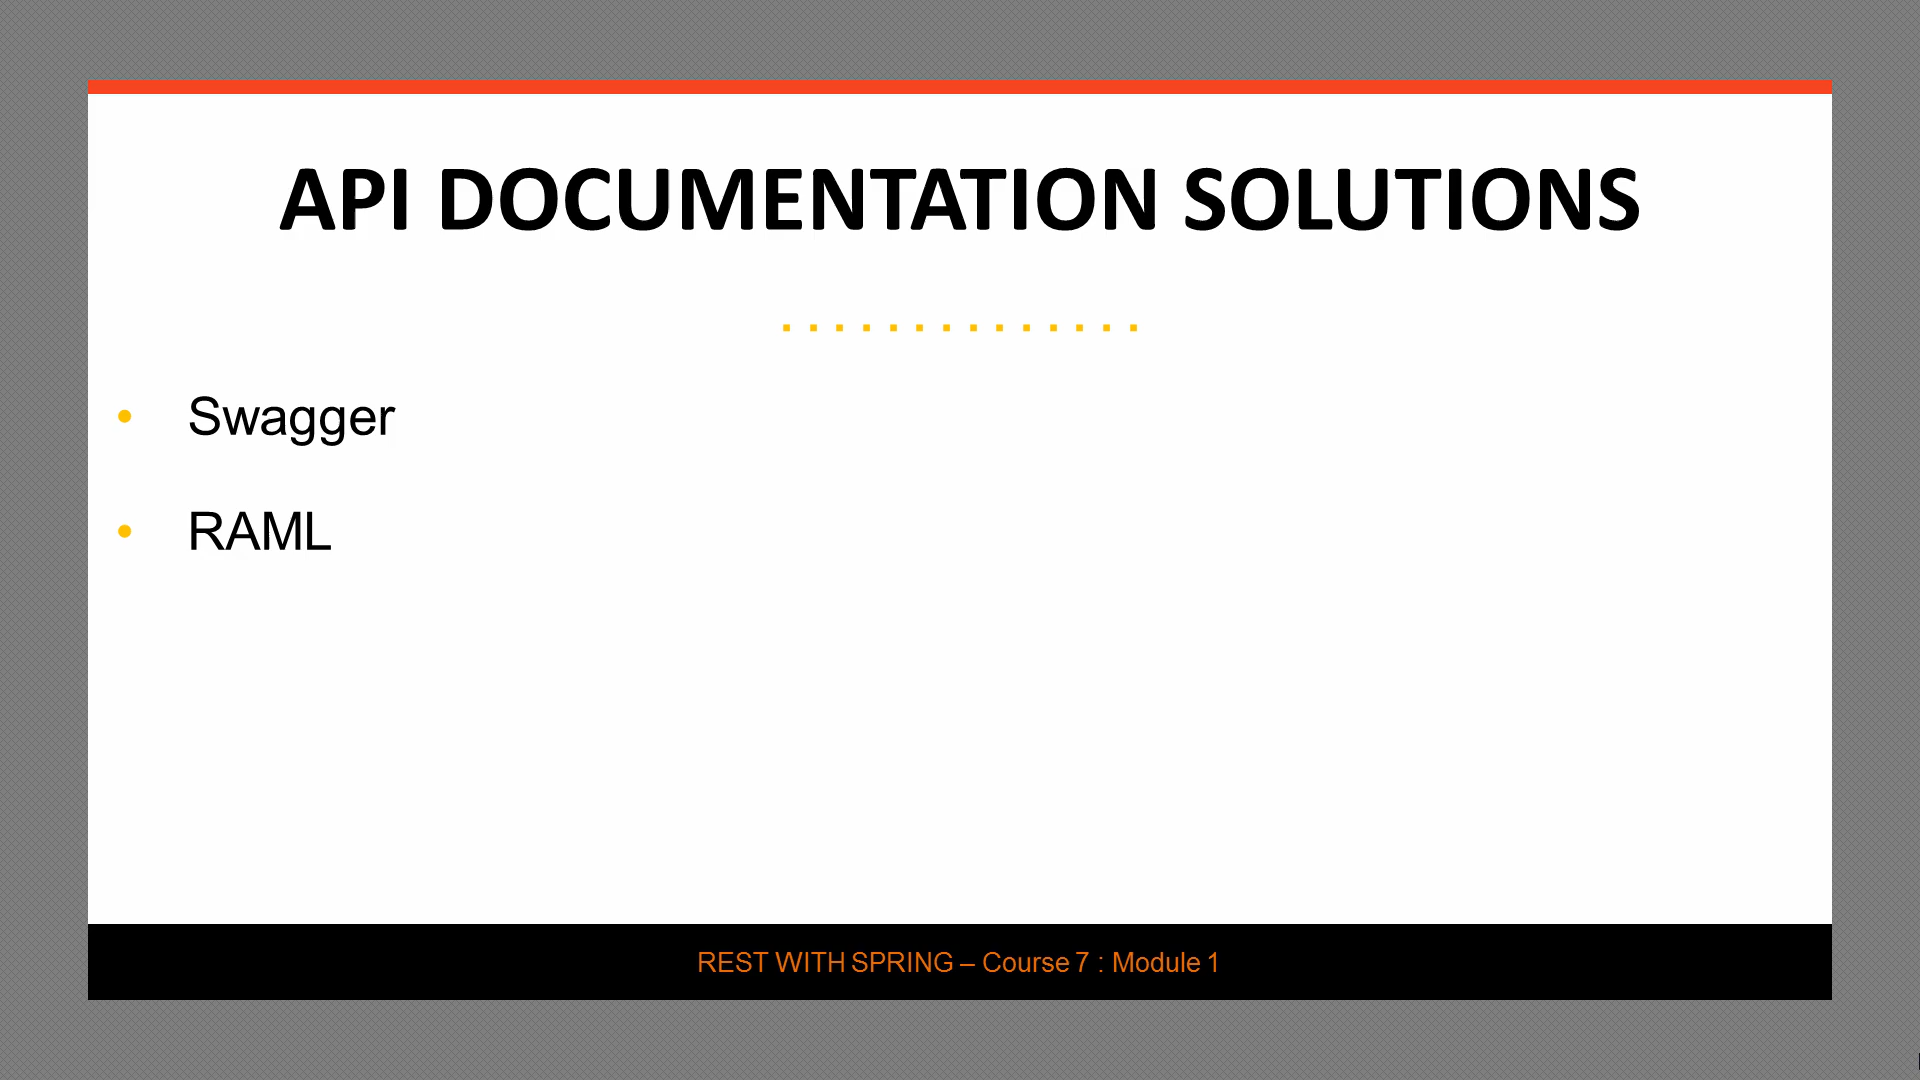 API DOCUMENTATION SOLUTIONS
• Swagger
• RAML
REST WITH SPRING – Course 7 : Module 1